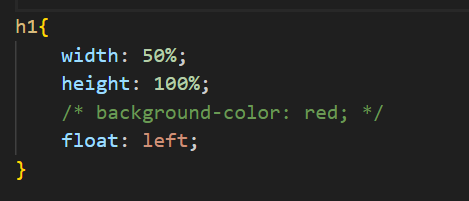 h1{
    width: 50%;
    height: 100%;
    /* background-color: red; */
    float: left;
}